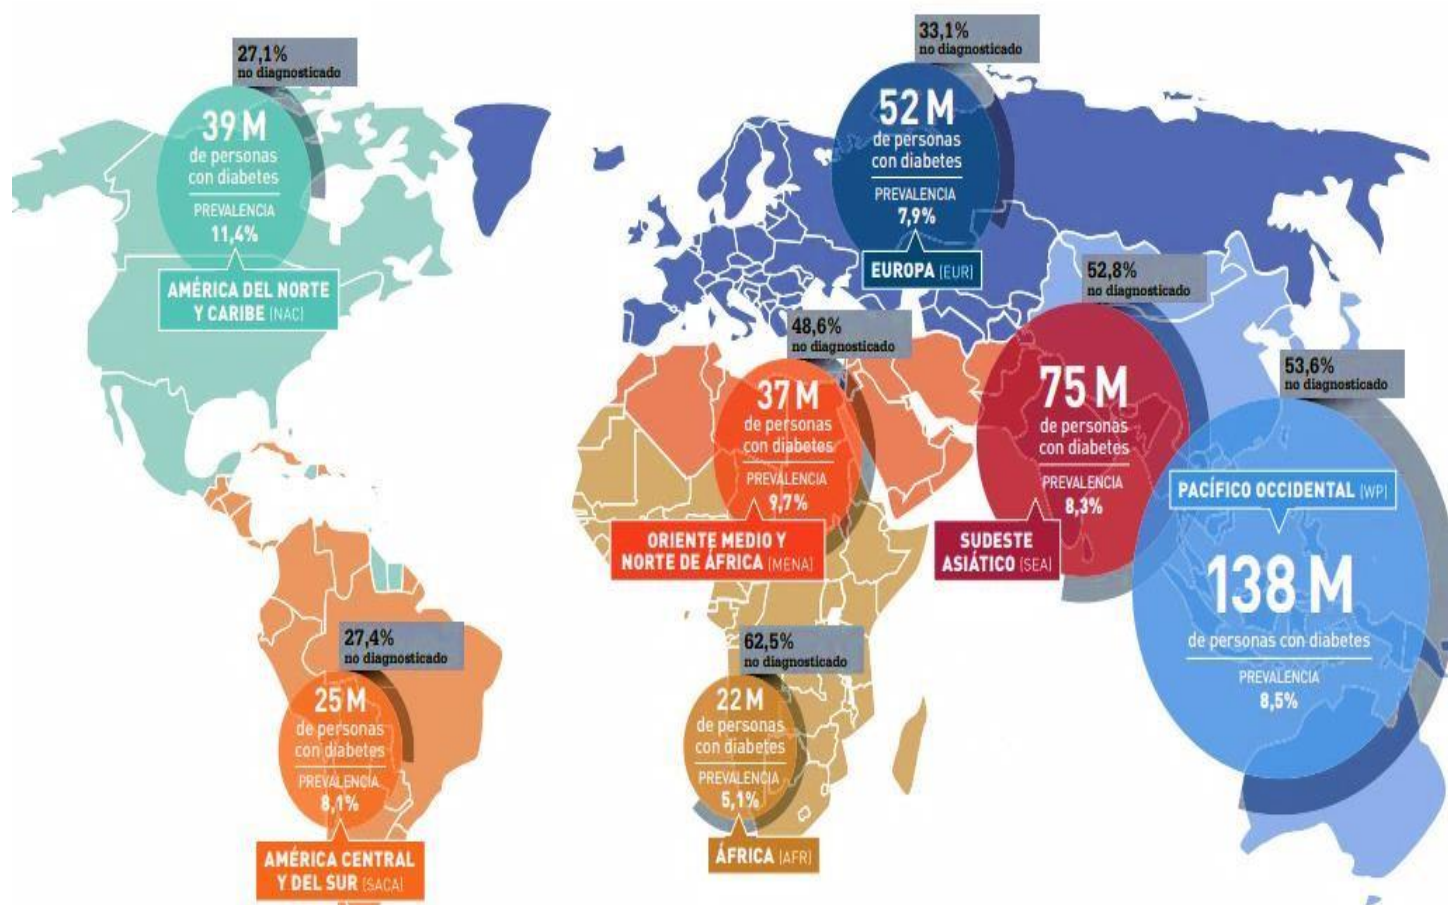 27,1%
no diagnosticado
39 M
de personas
con diabetes
PREVALENCIA
11,4%
AMÉRICA DEL NORTE
Y CARIBE (NAC)
33,1%
no diagnosticado
52 M
de personas
con diabetes
PREVALENCIA
7,9%
EUROPA (EUR)
48,6%
no diagnosticado
37 M
de personas
con diabetes
PREVALENCIA
9,7%
ORIENTE MEDIO Y
NORTE DE ÁFRICA (MENA)
52,8%
no diagnosticado
75 M
de personas
con diabetes
PREVALENCIA
8,3%
SUDESTE
ASIÁTICO (SEA)
53,6%
no diagnosticado
PACÍFICO OCCIDENTAL (WP)
138 M
de personas con diabetes
PREVALENCIA
8,5%
27,4%
no diagnosticado
25 M
de personas
con diabetes
PREVALENCIA
8,1%
AMÉRICA CENTRAL
Y DEL SUR (SACA)
62,5%
no diagnosticado
22 M
de personas
con diabetes
PREVALENCIA
5,1%
ÁFRICA (AFR)